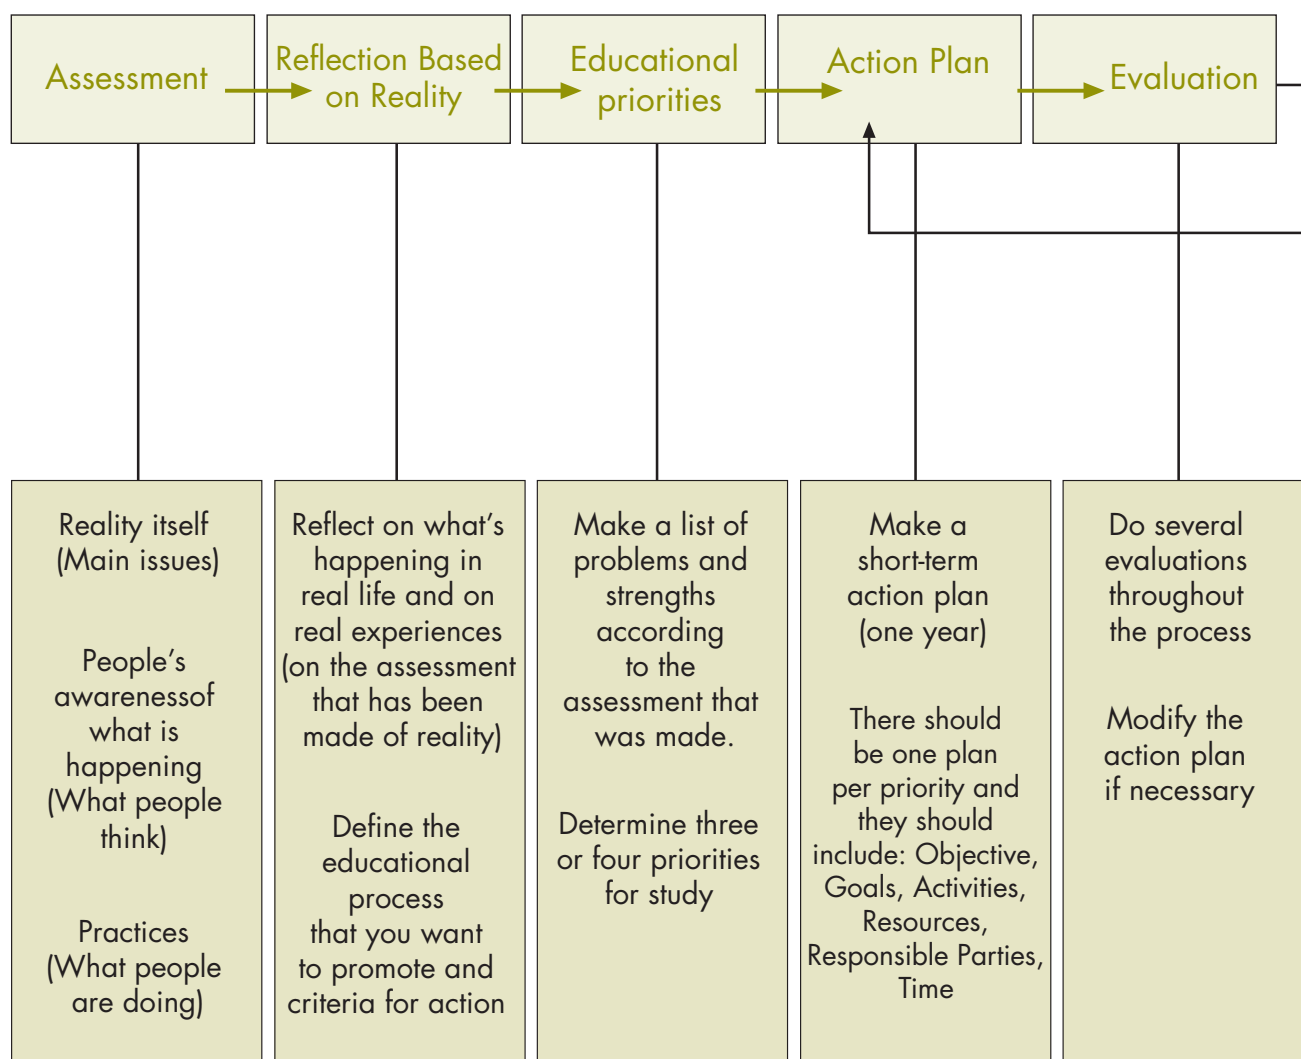 Assessment
Reflection Based
on Reality
Educational
priorities
Action Plan
Evaluation
Reality itself
(Main issues)
People's
awarenessof
what is
happening
(What people
think)
Practices
(What people
are doing)
Reflect on what's
happening in
real life and on
real experiences
(on the assessment
that has been
made of reality)
Define the
educational
process
that you want
to promote and
criteria for action
Make a list of
problems and
strengths
according
to the
assessment that
was made.
Determine three
or four priorities
for study
Make a
short-term
action plan
(one year)
There should
be one plan
per priority and
they should
include: Objective,
Goals, Activities,
Resources,
Responsible Parties,
Time
Do several
evaluations
throughout
the process
Modify the
action plan
if necessary